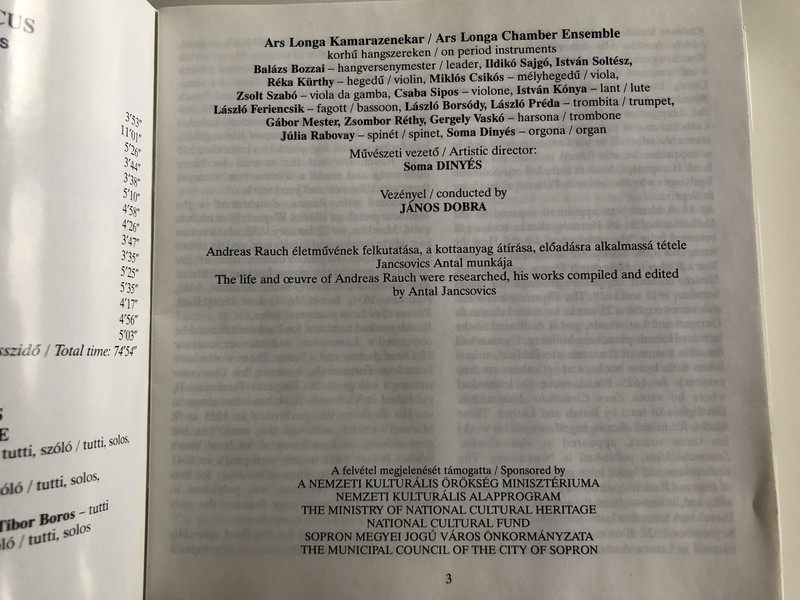 CUS
3'53"
11'01"
5'26"
3'44"
3'38"
5'10"
4'58"
4'26"
3'47"
3'35"
5'25"
5'35"
4'17"
4'56"
5'03"
/ Total time: 74'54"
tutti, szóló / tutti, solos,
/ tutti, solos,
Tibor Boros – tutti
/ tutti, solos
Ars Longa Kamarazenekar / Ars Longa Chamber Ensemble
korhű hangszereken / on period instruments
Balázs Bozzai – hangversenymester / leader, Ildikó Sajgó, István Soltész,
Réka Kürthy – hegedű / violin, Miklós Csikós – mélyhegedű / viola,
Zsolt Szabó – viola da gamba, Csaba Sipos – violone, István Kónya – lant / lute
László Feriencsik – fagott / bassoon, László Borsódy, László Préda – trombita / trumpet,
Gábor Mester, Zsombor Réthy, Gergely Vaskó – harsona / trombone
Júlia Rabovay – spinét / spinet, Soma Dinyés – orgona / organ
Művészeti vezető / Artistic director:
Soma DINYÉS
Vezényel / conducted by
JÁNOS DOBRA
Andreas Rauch életművének felkutatása, a kottaanyag átírása, előadásra alkalmassá tétele
Jancsovics Antal munkája
The life and œuvre of Andreas Rauch were researched, his works compiled and edited
by Antal Jancsovics
A felvétel megjelenését támogatta / Sponsored by
A NEMZETI KULTURÁLIS ÖRÖKSÉG MINISZTÉRIUMA
NEMZETI KULTURÁLIS ALAPPROGRAM
THE MINISTRY OF NATIONAL CULTURAL HERITAGE
NATIONAL CULTURAL FUND
SOPRON MEGYEI JOGÚ VÁROS ÖNKORMÁNYZATA
THE MUNICIPAL COUNCIL OF THE CITY OF SOPRON
3